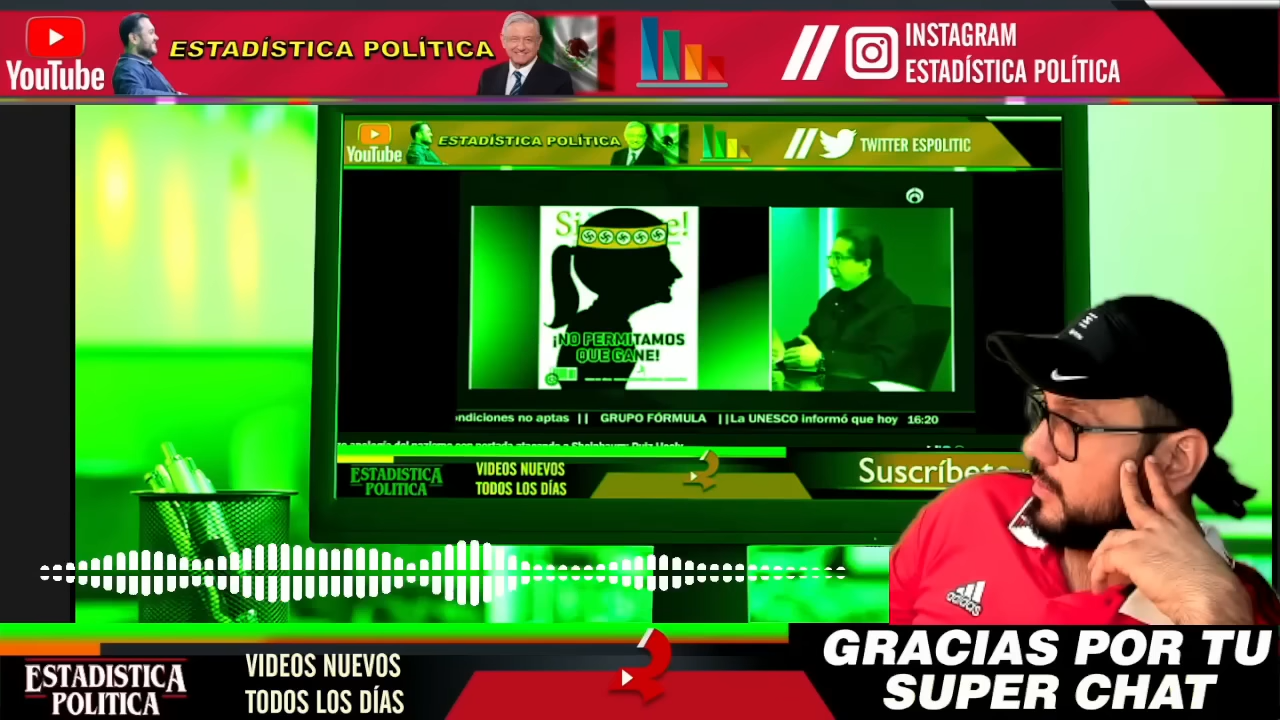 YouTube
ESTADÍSTICA POLÍTICA
INSTAGRAM
ESTADÍSTICA POLÍTICA
YouTube
ESTADÍSTICA POLÍTICA
TWITTER ESPOLITIC
¡NO PERMITAMOS
QUE GANE!
ndiciones no aptas || GRUPO FÓRMULA ||La UNESCO informó que hoy 16:20
ESTADISTICA
POLITICA
VIDEOS NUEVOS
TODOS LOS DÍAS
Suscríbete
adidas
ESTADISTICA
POLITICA
VIDEOS NUEVOS
TODOS LOS DÍAS
GRACIAS POR TU
SUPER CHAT